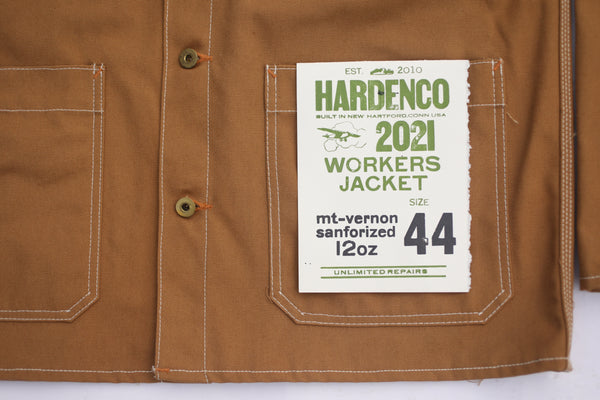 EST. 2010
HARDENCO
BUILT IN NEW HARTFORD.CONN.USA
2021
WORKERS
JACKET
SIZE
mt-vernon
sanforized
12oz
44
UNLIMITED REPAIRS